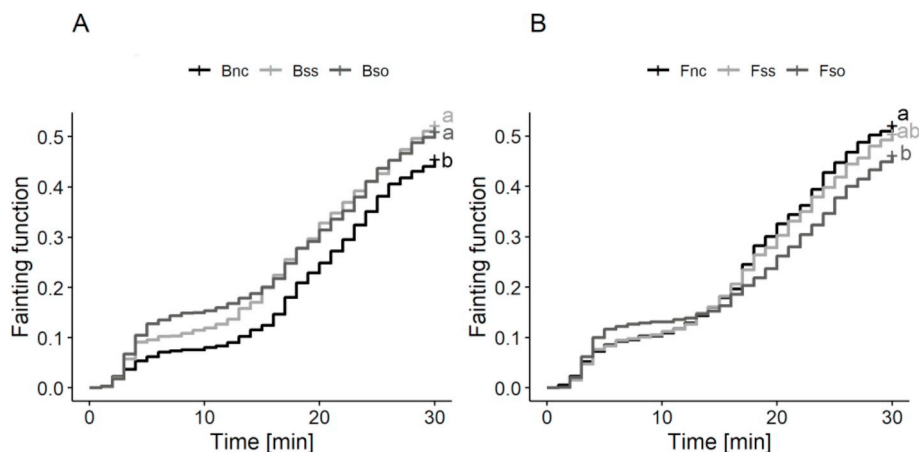 A
Bnc Bss Bso
Fainting function
0.5
0.4
0.3
0.2
0.1
0.0
a
a
b
0 10 20 30
Time [min]
B
Fnc Fss Fso
Fainting function
0.5
0.4
0.3
0.2
0.1
0.0
a
ab
b
0 10 20 30
Time [min]